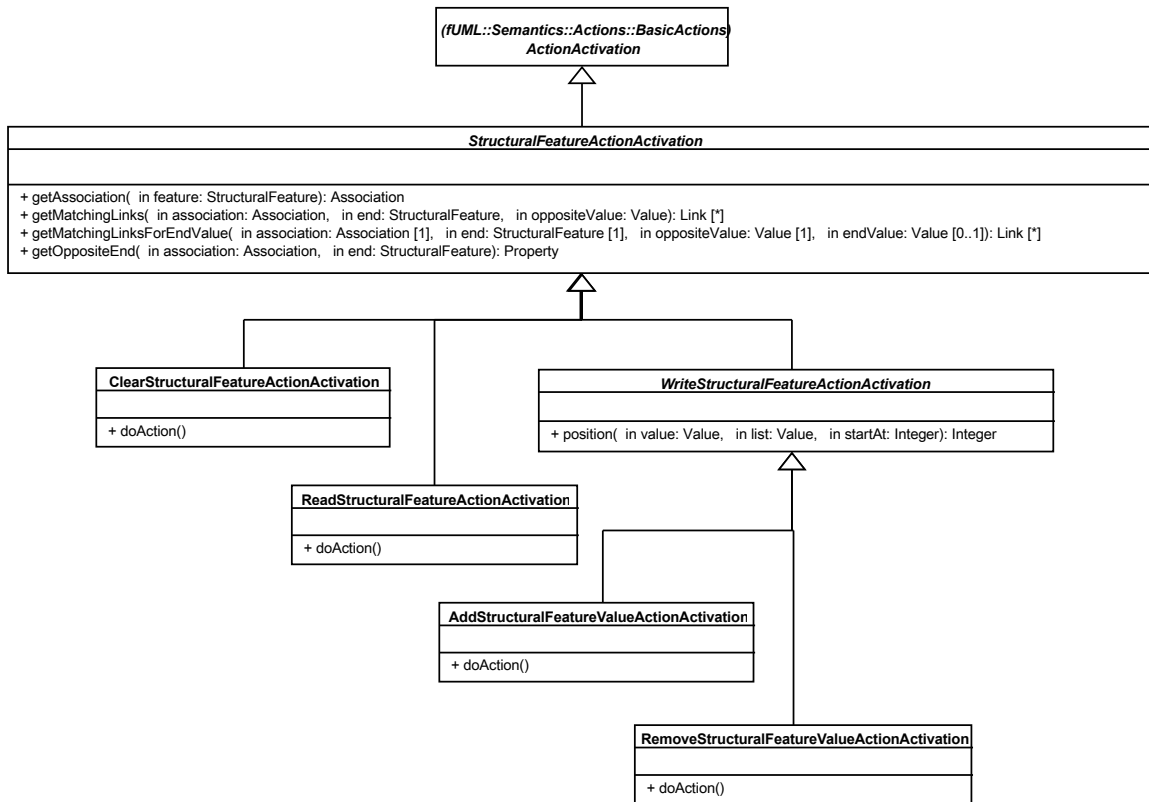 (fUML::Semantics::Actions::BasicActions)
ActionActivation
StructuralFeatureActionActivation
+ getAssociation( in feature: StructuralFeature): Association
+ getMatchingLinks( in association: Association, in end: StructuralFeature, in oppositeValue: Value): Link [*]
+ getMatchingLinksForEndValue( in association: Association [1], in end: StructuralFeature [1], in oppositeValue: Value [1], in endValue: Value [0..1]): Link [*]
+ getOppositeEnd( in association: Association, in end: StructuralFeature): Property
ClearStructuralFeatureActionActivation
+ doAction()
WriteStructuralFeatureActionActivation
+ position( in value: Value, in list: Value, in startAt: Integer): Integer
ReadStructuralFeatureActionActivation
+ doAction()
AddStructuralFeatureValueActionActivation
+ doAction()
RemoveStructuralFeatureValueActionActivation
+ doAction()